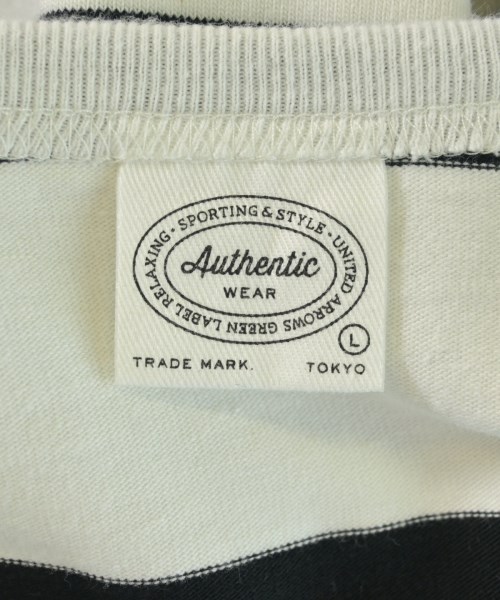 SPORTING & STYLE · UNITED ARROWS GREEN LABEL RELAXING ·
Authentic
WEAR
L
TRADE MARK. TOKYO